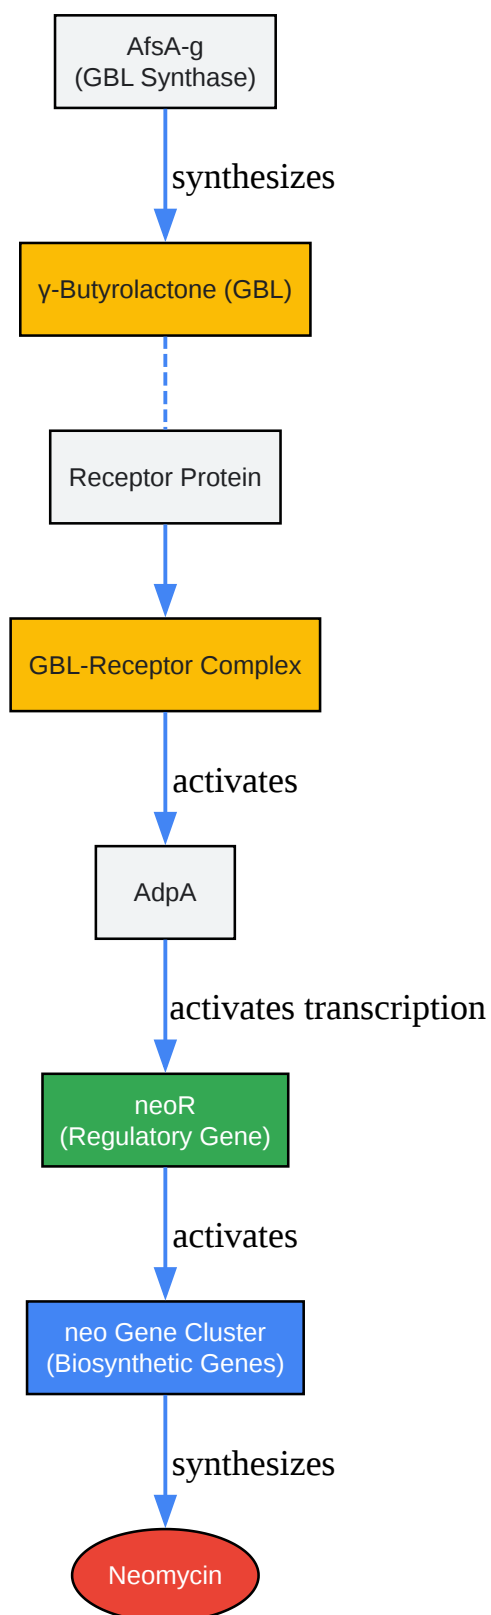 AfsA-g
(GBL Synthase)
synthesizes
γ-Butyrolactone (GBL)
Receptor Protein
GBL-Receptor Complex
activates
AdpA
activates transcription
neoR
(Regulatory Gene)
activates
neo Gene Cluster
(Biosynthetic Genes)
synthesizes
Neomycin